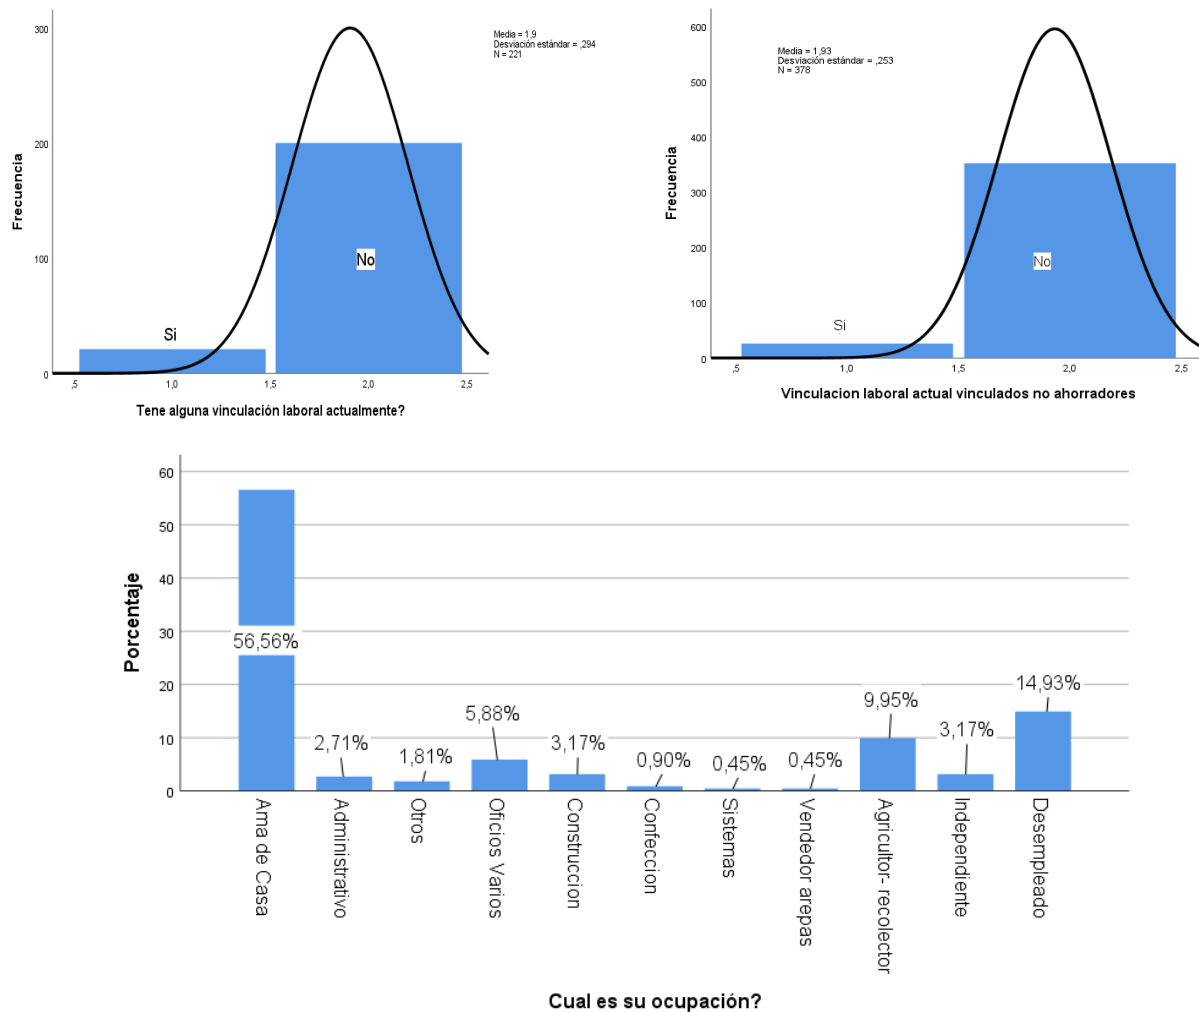 Media = 1,9
Desviación estándar = ,294
N = 221
Frecuencia
300
200
100
0
Si
No
,5
1,0
1,5
2,0
2,5
Tene alguna vinculación laboral actualmente?
Media = 1,93
Desviación estándar = ,253
N = 378
Frecuencia
600
500
400
300
200
100
0
Si
No
,5
1,0
1,5
2,0
2,5
Vinculacion laboral actual vinculados no ahorradores
Porcentaje
60
50
40
30
20
10
0
56,56%
2,71%
1,81%
5,88%
3,17%
0,90%
0,45%
0,45%
9,95%
3,17%
14,93%
Ama de Casa
Administrativo
Otros
Oficios Varios
Construccion
Confeccion
Sistemas
Vendedor arepas
Agricultor- recolector
Independiente
Desempleado
Cual es su ocupación?